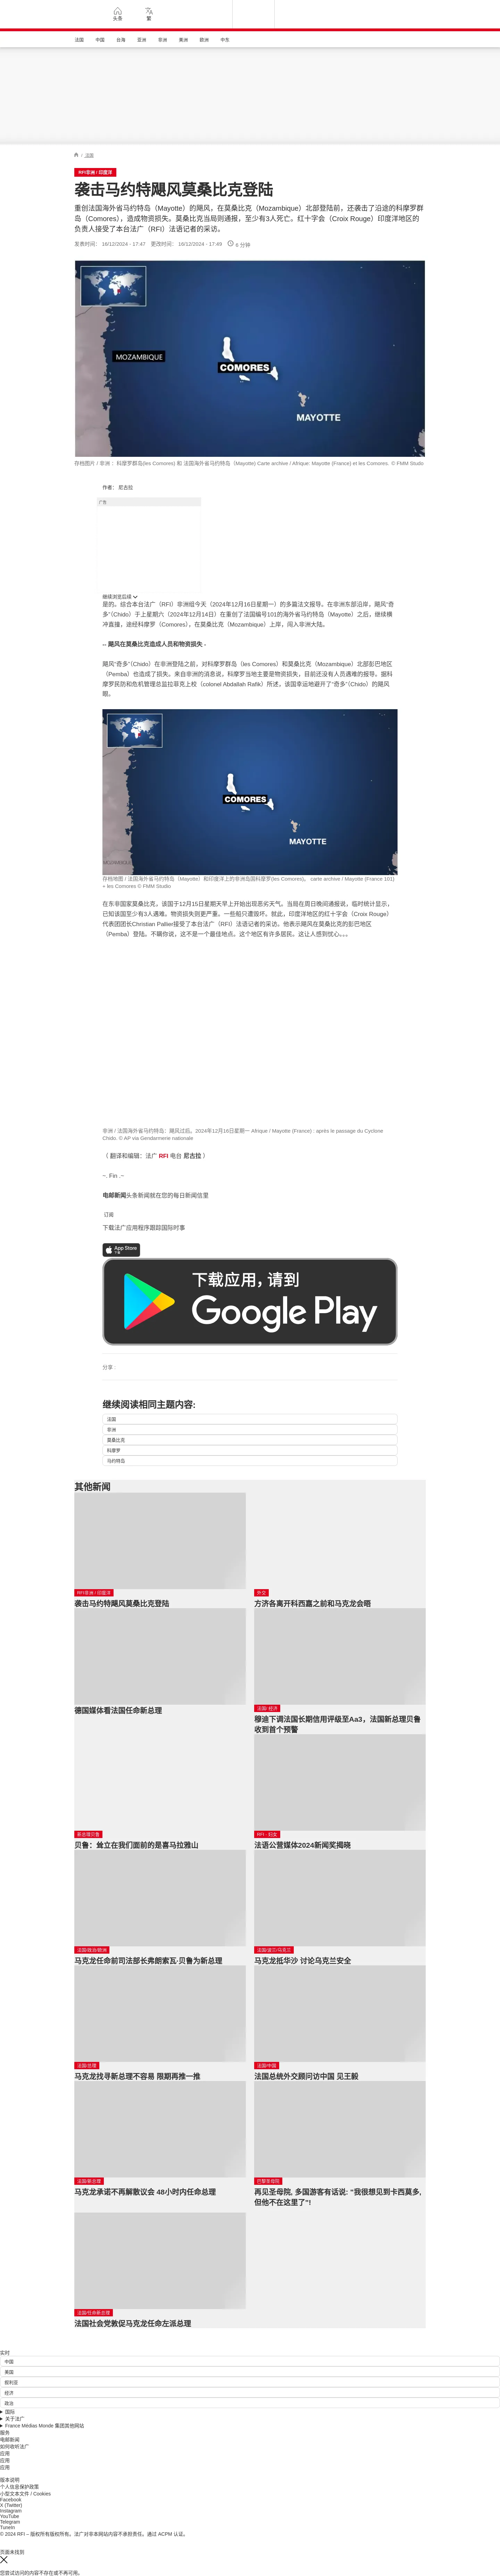 头条
繁
法国
中国
台海
亚洲
非洲
美洲
欧洲
中东
/ 法国
RFI非洲 / 印度洋
袭击马约特飓风莫桑比克登陆
重创法国海外省马约特岛（Mayotte）的飓风，在莫桑比克（Mozambique）北部登陆前，还袭击了沿途的科摩罗群
岛（Comores），造成物资损失。莫桑比克当局则通报，至少有3人死亡。红十字会（Croix Rouge）印度洋地区的
负责人接受了本台法广（RFI）法语记者的采访。
发表时间： 16/12/2024 - 17:47 更改时间： 16/12/2024 - 17:49 6 分钟
MOZAMBIQUE
COMORES
MAYOTTE
存档图片 / 非洲 ：科摩罗群岛(les Comores) 和 法国海外省马约特岛（Mayotte) Carte archive / Afrique: Mayotte (France) et les Comores. © FMM Studo
作者： 尼古拉
广告
继续浏览后续
是的。综合本台法广（RFI）非洲组今天（2024年12月16日星期一）的多篇法文报导。在非洲东部沿岸，飓风“奇
多”（Chido）于上星期六（2024年12月14日）在重创了法国编号101的海外省马约特岛（Mayotte）之后，继续横
冲直撞，途经科摩罗（Comores），在莫桑比克（Mozambique）上岸，闯入非洲大陆。
-- 飓风在莫桑比克造成人员和物资损失 -
飓风“奇多”（Chido）在非洲登陆之前，对科摩罗群岛（les Comores）和莫桑比克（Mozambique）北部彭巴地区
（Pemba)也造成了损失。来自非洲的消息说，科摩罗当地主要是物资损失，目前还没有人员遇难的报导。据科
摩罗民防和危机管理总监拉菲克上校（colonel Abdallah Rafik）所述，该国幸运地避开了“奇多”（Chido）的飓风
眼。
MOZAMBIQUE
COMORES
MAYOTTE
存档地图 / 法国海外省马约特岛（Mayotte）和印度洋上的非洲岛国科摩罗(les Comores)。 carte archive / Mayotte (France 101)
+ les Comores © FMM Studio
在东非国家莫桑比克，该国于12月15日星期天早上开始出现恶劣天气。当局在周日晚间通报说，临时统计显示，
已知该国至少有3人遇难。物资损失则更严重。一些船只遭毁坏。就此，印度洋地区的红十字会（Croix Rouge）
代表团团长Christian Pallier接受了本台法广（RFI）法语记者的采访。他表示飓风在莫桑比克的彭巴地区
（Pemba）登陆。不瞒你说，这不是一个最佳地点。这个地区有许多居民。这让人感到忧心。。。
非洲 / 法国海外省马约特岛：飓风过后。2024年12月16日星期一 Afrique / Mayotte (France) : après le passage du Cyclone
Chido. © AP via Gendarmerie nationale
（ 翻译和编辑：法广 RFI 电台 尼古拉 ）
~. Fin .~
电邮新闻头条新闻就在您的每日新闻信里
订阅
下载法广应用程序跟踪国际时事
App Store
下载
下载应用，请到
Google Play
分享 :
继续阅读相同主题内容:
法国
非洲
莫桑比克
科摩罗
马约特岛
其他新闻
RFI非洲 / 印度洋
袭击马约特飓风莫桑比克登陆
外交
方济各离开科西嘉之前和马克龙会晤
德国媒体看法国任命新总理
法国/ 经济
穆迪下调法国长期信用评级至Aa3，法国新总理贝鲁
收到首个预警
新总理贝鲁
贝鲁：耸立在我们面前的是喜马拉雅山
RFI - 妇女
法语公营媒体2024新闻奖揭晓
法国/政治/欧洲
马克龙任命前司法部长弗朗索瓦·贝鲁为新总理
法国/波兰/乌克兰
马克龙抵华沙 讨论乌克兰安全
法国/总理
马克龙找寻新总理不容易 限期再推一推
法国/中国
法国总统外交顾问访中国 见王毅
法国/新总理
马克龙承诺不再解散议会 48小时内任命总理
巴黎圣母院
再见圣母院, 多国游客有话说: "我很想见到卡西莫多,
但他不在这里了"!
法国/任命新总理
法国社会党敦促马克龙任命左派总理
实时
中国
美国
叙利亚
经济
政治
国际
关于法广
France Médias Monde 集团其他网站
服务
电邮新闻
如何收听法广
应用
应用
应用
版本说明
个人信息保护政策
小型文本文件 / Cookies
Facebook
X (Twitter)
Instagram
YouTube
Telegram
TuneIn
© 2024 RFI – 版权所有版权所有。法广对非本网站内容不承担责任。通过 ACPM 认证。
页面未找到
您尝试访问的内容不存在或不再可用。